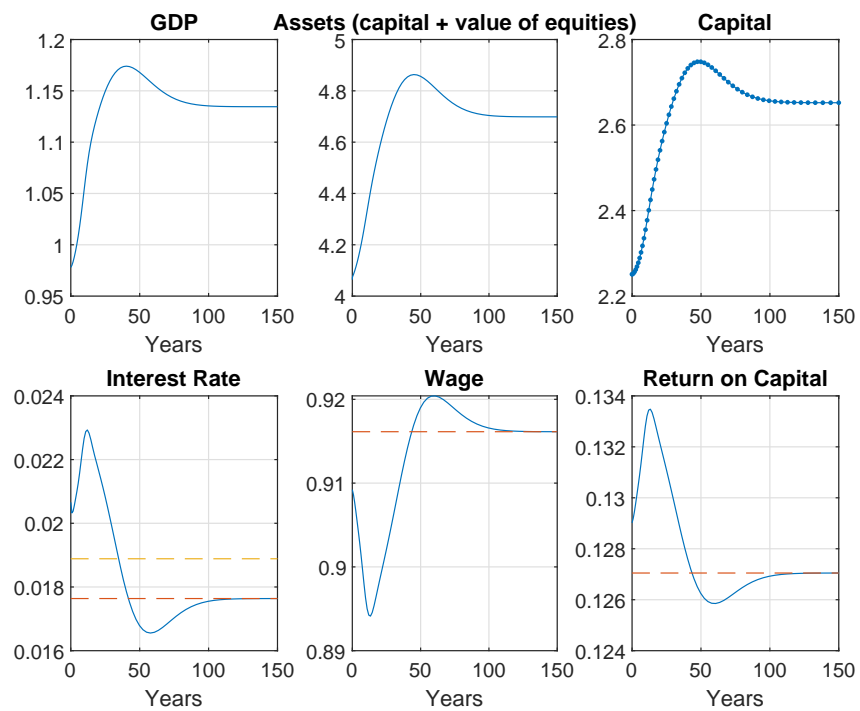 GDP
1.2
1.15
1.1
1.05
1
0.95
0 50 100 150
Years
Assets (capital + value of equities)
5
4.8
4.6
4.4
4.2
4
0 50 100 150
Years
Capital
2.8
2.6
2.4
2.2
0 50 100 150
Years
Interest Rate
0.024
0.022
0.02
0.018
0.016
0 50 100 150
Years
Wage
0.92
0.91
0.9
0.89
0 50 100 150
Years
Return on Capital
0.134
0.132
0.13
0.128
0.126
0.124
0 50 100 150
Years